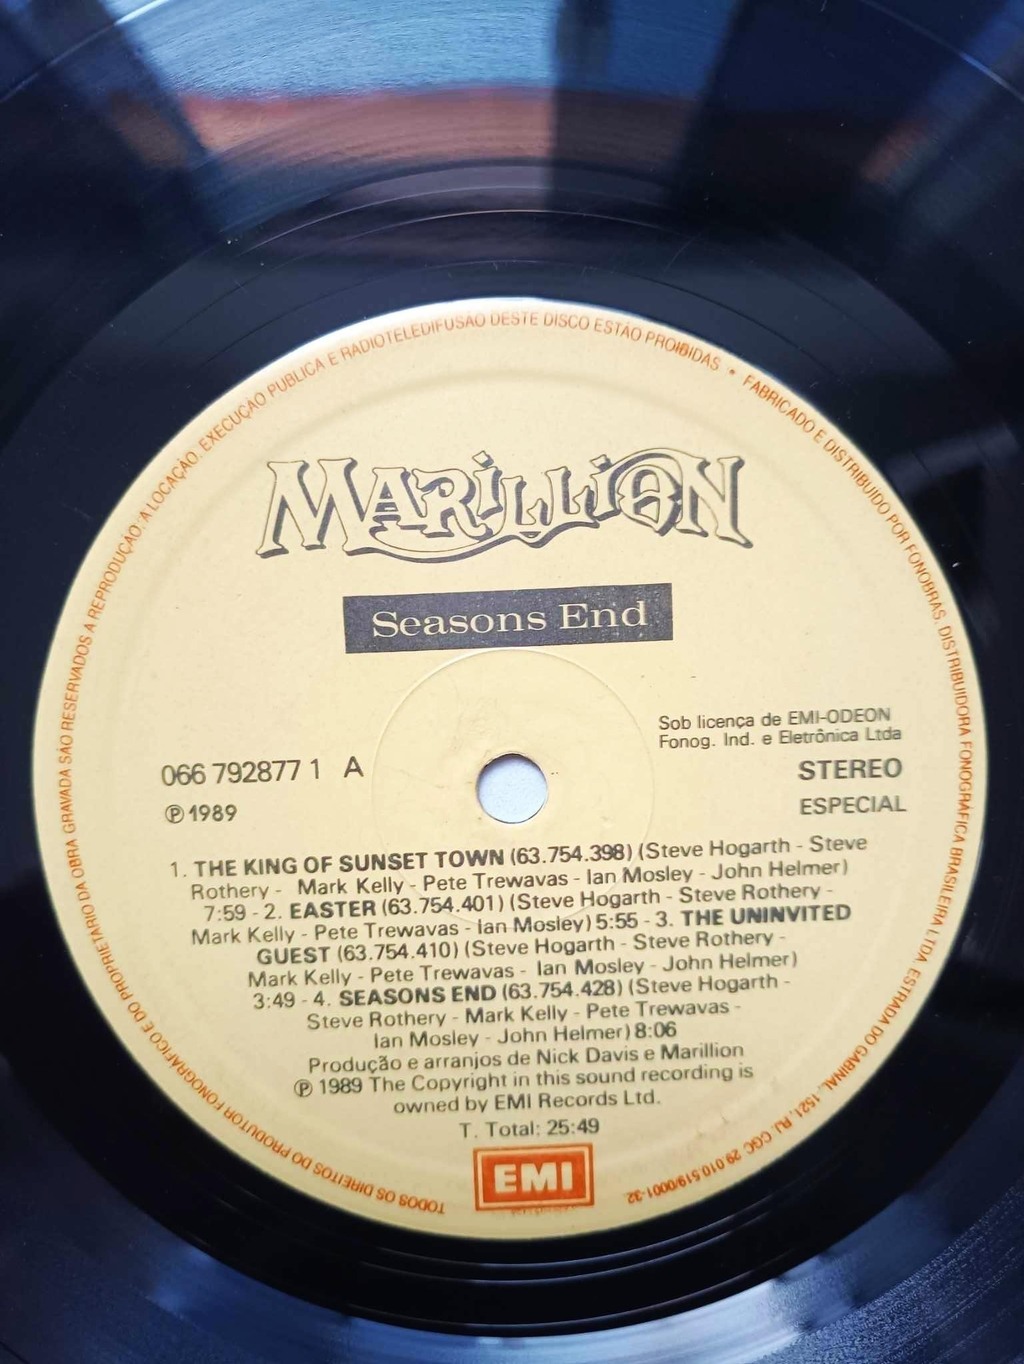 TODOS OS DIREITOS DO PRODUTOR FONOGRÁFICO E DO PROPRIETÁRIO DA OBRA GRAVADA SÃO RESERVADOS A REPRODUÇÃO, A LOCAÇÃO, EXECUÇÃO PÚBLICA E RADIOTELEDIFUSÃO DESTE DISCO ESTÃO PROIBIDAS • FABRICADO E DISTRIBUIDO POR FONOBRAS, DISTRIBUIDORA FONOGRÁFICA BRASILEIRA LTDA. ESTRADA DO GABINAL, 1521, RJ. CGC 29.010.519/0001-32
MARILLION
Seasons End
Sob licença de EMI-ODEON
Fonog. Ind. e Eletrônica Ltda
066 792877 1 A
STEREO
℗ 1989
ESPECIAL
1. THE KING OF SUNSET TOWN (63.754.398) (Steve Hogarth - Steve
Rothery - Mark Kelly - Pete Trewavas - Ian Mosley - John Helmer)
7:59 - 2. EASTER (63.754.401) (Steve Hogarth - Steve Rothery -
Mark Kelly - Pete Trewavas - Ian Mosley) 5:55 - 3. THE UNINVITED
GUEST (63.754.410) (Steve Hogarth - Steve Rothery -
Mark Kelly - Pete Trewavas - Ian Mosley - John Helmer)
3:49 - 4. SEASONS END (63.754.428) (Steve Hogarth -
Steve Rothery - Mark Kelly - Pete Trewavas -
Ian Mosley - John Helmer) 8:06
Produção e arranjos de Nick Davis e Marillion
℗ 1989 The Copyright in this sound recording is
owned by EMI Records Ltd.
T. Total: 25:49
EMI